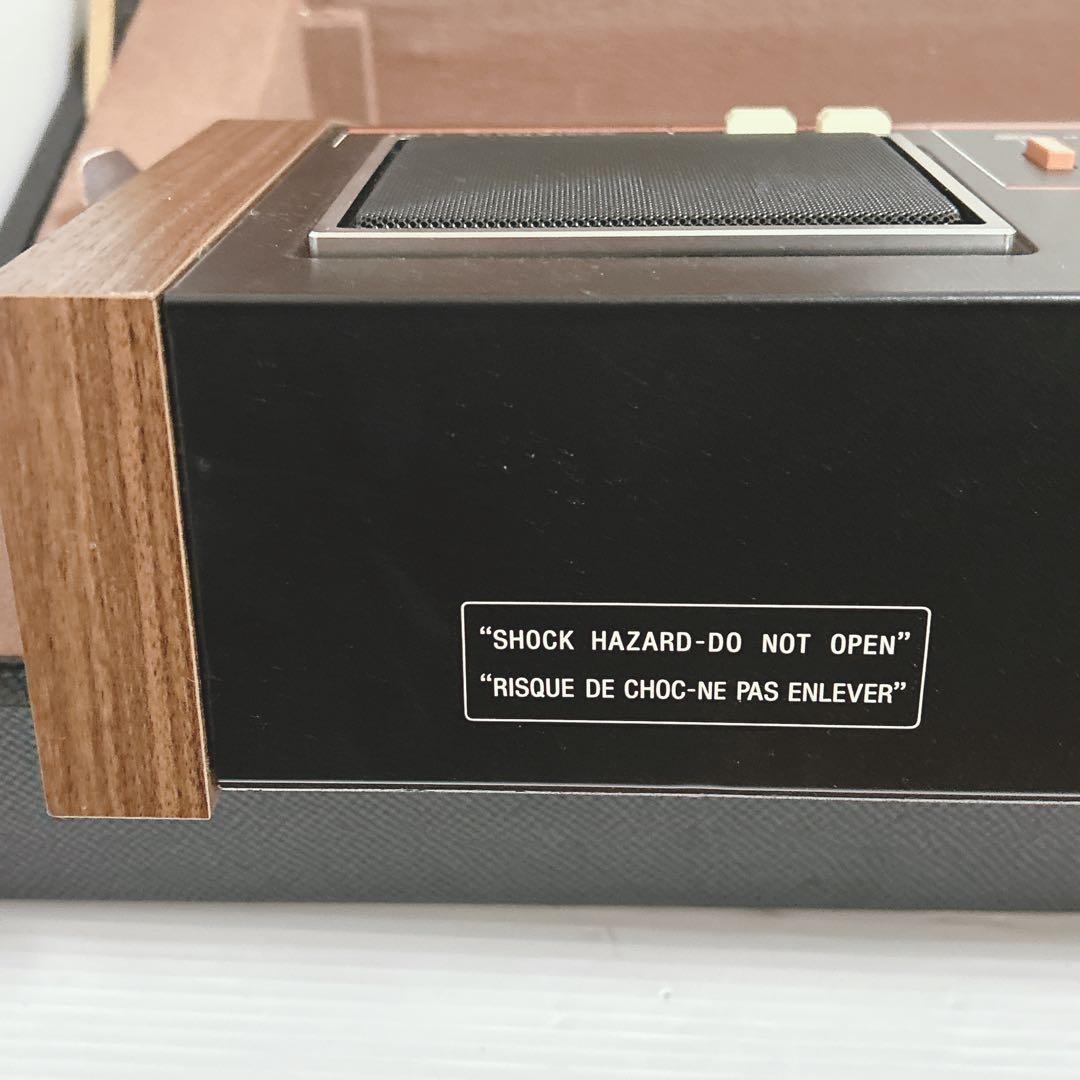 “SHOCK HAZARD-DO NOT OPEN”
“RISQUE DE CHOC-NE PAS ENLEVER”